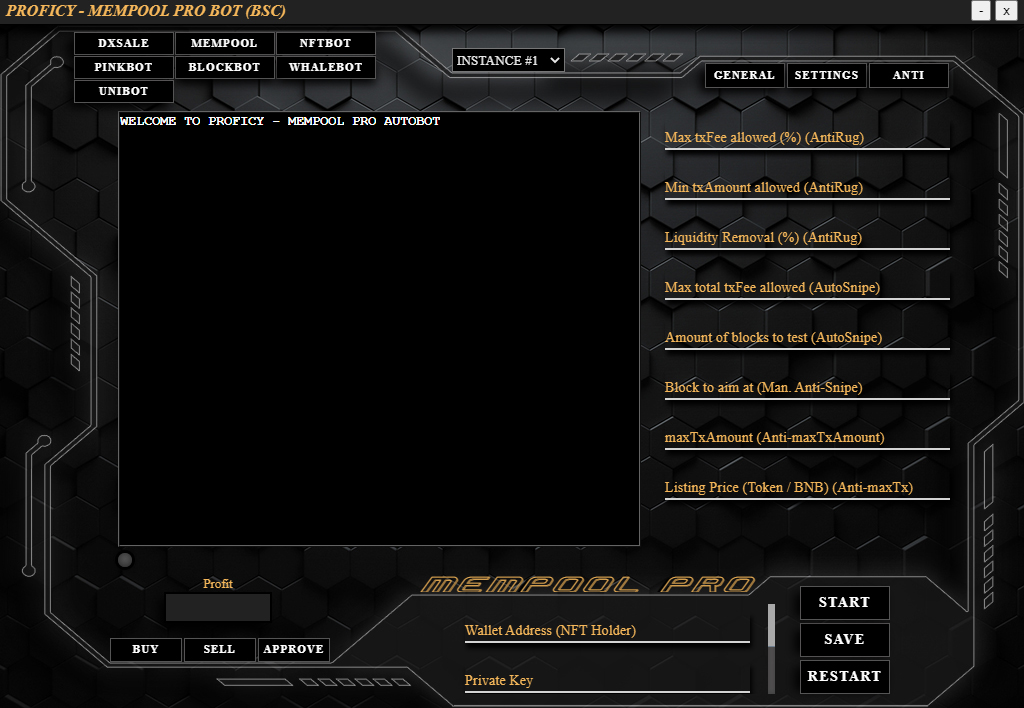 PROFICY - MEMPOOL PRO BOT (BSC)
- x
DXSALE MEMPOOL NFTBOT
PINKBOT BLOCKBOT WHALEBOT
UNIBOT
INSTANCE #1
GENERAL SETTINGS ANTI
WELCOME TO PROFICY - MEMPOOL PRO AUTOBOT
Max txFee allowed (%) (AntiRug)
Min txAmount allowed (AntiRug)
Liquidity Removal (%) (AntiRug)
Max total txFee allowed (AutoSnipe)
Amount of blocks to test (AutoSnipe)
Block to aim at (Man. Anti-Snipe)
maxTxAmount (Anti-maxTxAmount)
Listing Price (Token / BNB) (Anti-maxTx)
Profit
BUY SELL APPROVE
MEMPOOL PRO
Wallet Address (NFT Holder)
Private Key
START
SAVE
RESTART